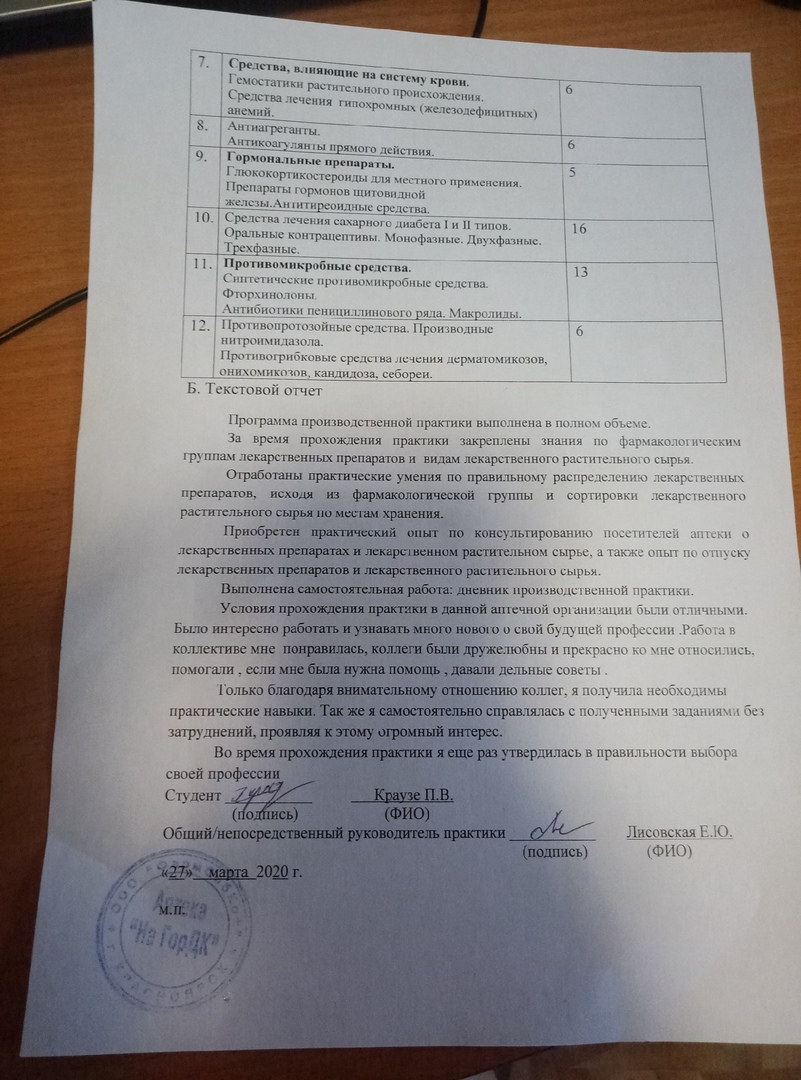 7. Средства, влияющие на систему крови. 6
Гемостатики растительного происхождения.
Средства лечения гипохромных (железодефицитных)
анемий.
8. Антиагреганты. 6
Антикоагулянты прямого действия.
9. Гормональные препараты. 5
Глюкокортикостероиды для местного применения.
Препараты гормонов щитовидной
железы.Антитиреоидные средства.
10. Средства лечения сахарного диабета I и II типов. 16
Оральные контрацептивы. Монофазные. Двухфазные.
Трехфазные.
11. Противомикробные средства. 13
Синтетические противомикробные средства.
Фторхинолоны.
Антибиотики пенициллинового ряда. Макролиды.
12. Противопротозойные средства. Производные 6
нитроимидазола.
Противогрибковые средства лечения дерматомикозов,
онихомикозов, кандидоза, себореи.
Б. Текстовой отчет
Программа производственной практики выполнена в полном объеме.
За время прохождения практики закреплены знания по фармакологическим
группам лекарственных препаратов и видам лекарственного растительного сырья.
Отработаны практические умения по правильному распределению лекарственных
препаратов, исходя из фармакологической группы и сортировки лекарственного
растительного сырья по местам хранения.
Приобретен практический опыт по консультированию посетителей аптеки о
лекарственных препаратах и лекарственном растительном сырье, а также опыт по отпуску
лекарственных препаратов и лекарственного растительного сырья.
Выполнена самостоятельная работа: дневник производственной практики.
Условия прохождения практики в данной аптечной организации были отличными.
Было интересно работать и узнавать много нового о свой будущей профессии .Работа в
коллективе мне понравилась, коллеги были дружелюбны и прекрасно ко мне относились,
помогали , если мне была нужна помощь , давали дельные советы .
Только благодаря внимательному отношению коллег, я получила необходимы
практические навыки. Так же я самостоятельно справлялась с полученными заданиями без
затруднений, проявляя к этому огромный интерес.
Во время прохождения практики я еще раз утвердилась в правильности выбора
своей профессии
Студент Краузе П.В.
(подпись) (ФИО)
Общий/непосредственный руководитель практики Лисовская Е.Ю.
(подпись) (ФИО)
«27» марта 2020 г.
м.п.
Аптека
"На ГорДК"
КРАСНОЯРСК